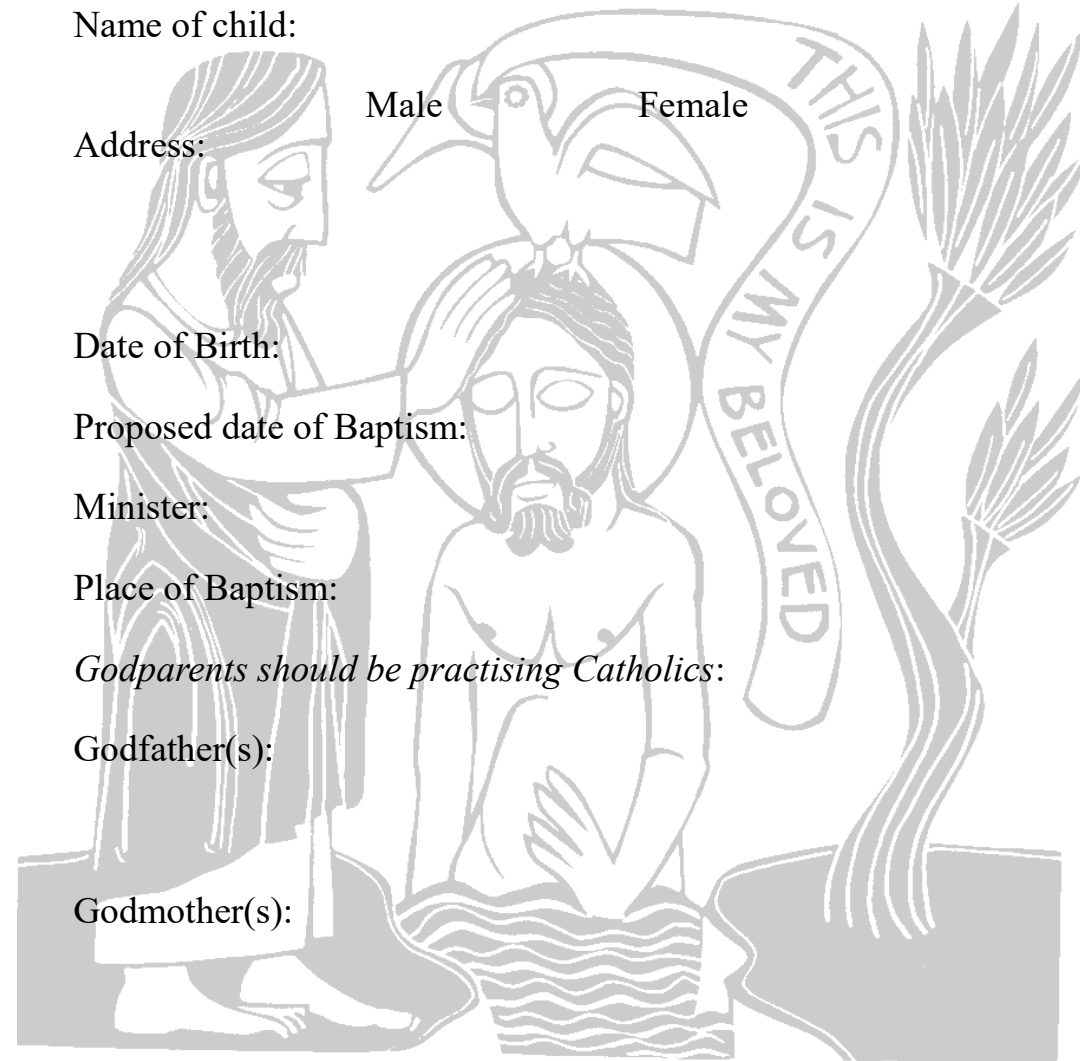 Name of child:
Male Female
Address:
Date of Birth:
Proposed date of Baptism:
Minister:
Place of Baptism:
Godparents should be practising Catholics:
Godfather(s):
Godmother(s):
THIS IS MY BELOVED